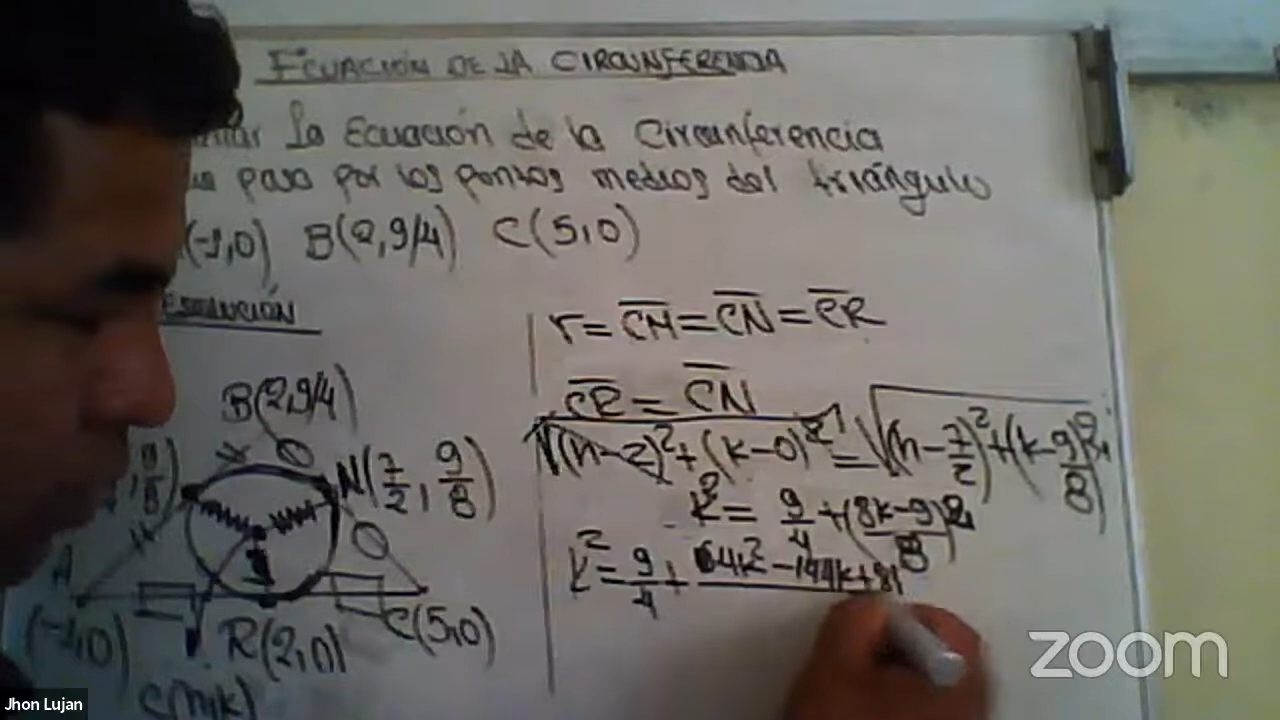 ECUACIÓN DE LA CIRCUNFERENCIA
la Ecuación de la Circunferencia
pasa por los puntos medios del triángulo
(-1,0) B(2,9/4) C(5,0)
B(2,9/4)
N(7/2, 9/8)
A
(-1,0)
R(2,0)
C(5,0)
C(h,k)
r = CM = CN = CR
CR = CN
√(h-2)²+(k-0)² = √(h-7/2)²+(k-9/8)²
k² = 9/4 + (8k-9)²/8
k² = 9/4 + 64k²-144k+81
zoom
Jhon Lujan